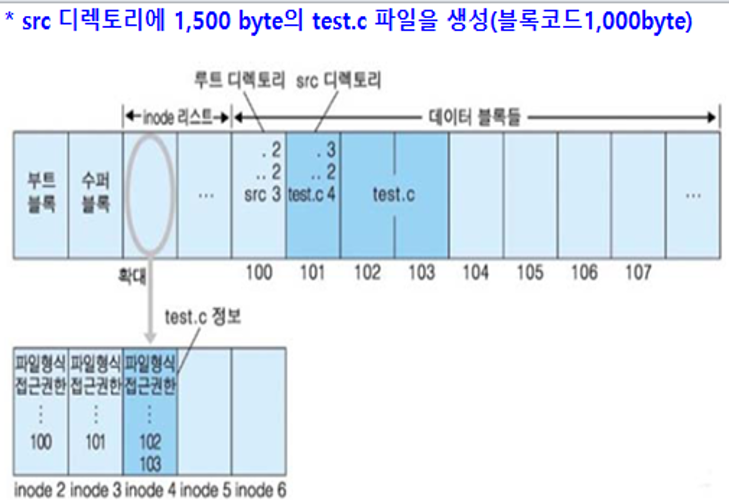 * src 디렉토리에 1,500 byte의 test.c 파일을 생성(블록코드1,000byte)
루트 디렉토리 src 디렉토리
inode 리스트 데이터 블록들
부트 블록
수퍼 블록
...
. 2
.. 2
src 3
. 3
.. 2
test.c 4
test.c
...
확대 100 101 102 103 104 105 106 107
test.c 정보
파일형식 파일형식 파일형식
접근권한 접근권한 접근권한
⋮ ⋮ ⋮
100 101 102
103
inode 2 inode 3 inode 4 inode 5 inode 6